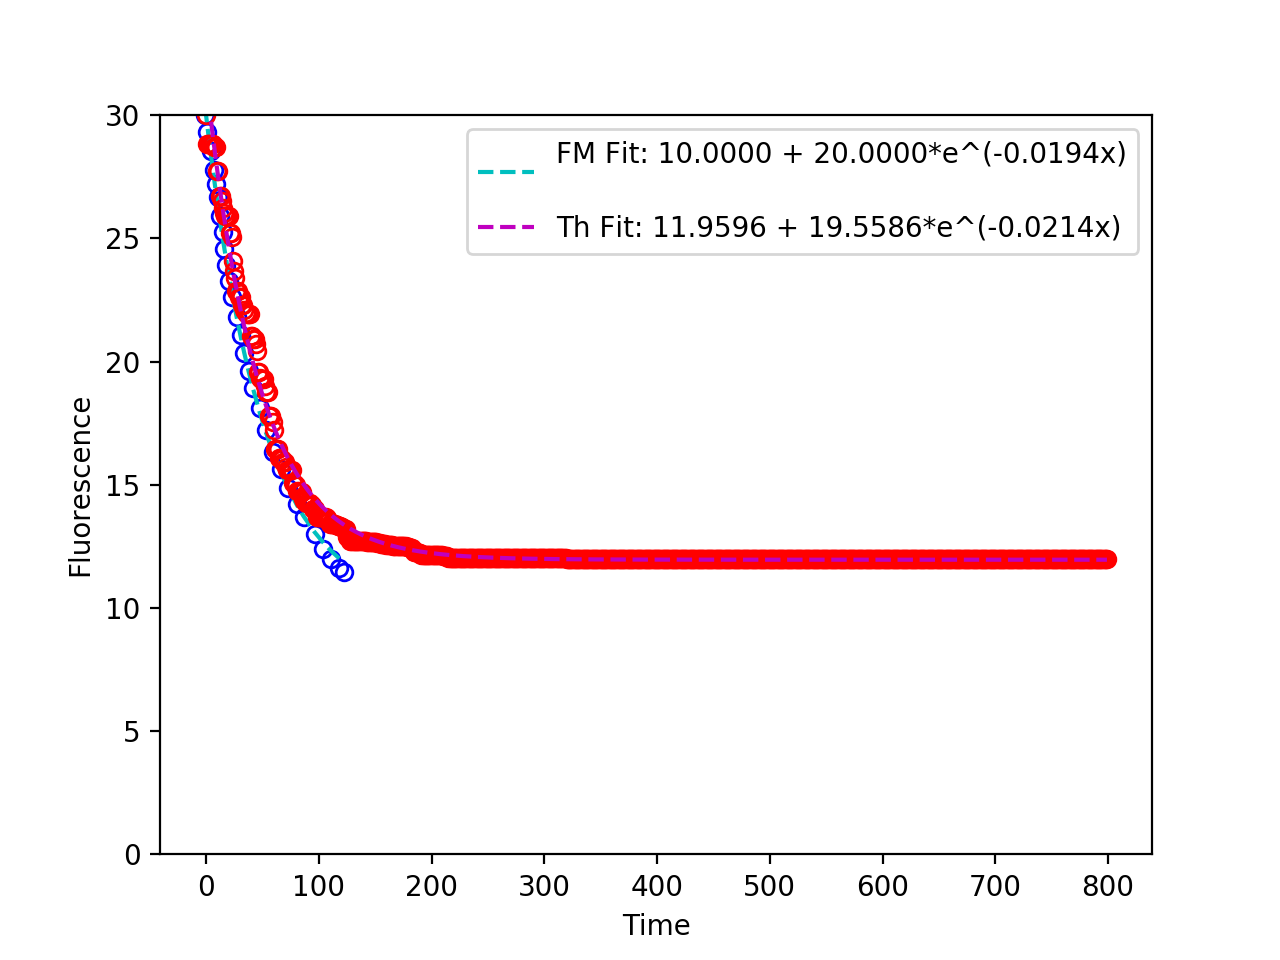 30
25
20
15
10
5
0
Fluorescence
FM Fit: 10.0000 + 20.0000*e^(-0.0194x)
Th Fit: 11.9596 + 19.5586*e^(-0.0214x)
0 100 200 300 400 500 600 700 800
Time